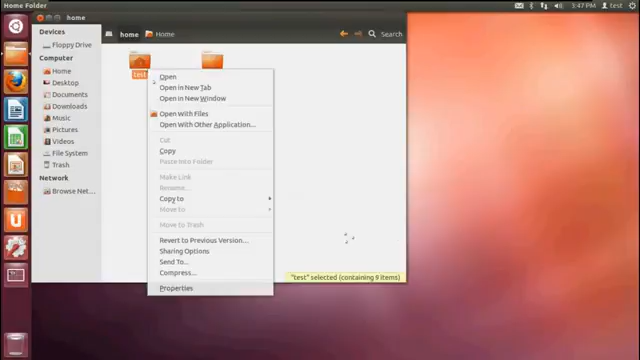 Home Folder
3:47 PM
test
home
Devices
Floppy Drive
Computer
Home
Desktop
Documents
Downloads
Music
Pictures
Videos
File System
Trash
Network
Browse Net...
home
Home
Search
test
Open
Open in New Tab
Open in New Window
Open With Files
Open With Other Application...
Cut
Copy
Paste Into Folder
Make Link
Rename...
Copy to
Move to
Move to Trash
Revert to Previous Version...
Sharing Options
Send To...
Compress...
Properties
"test" selected (containing 9 items)